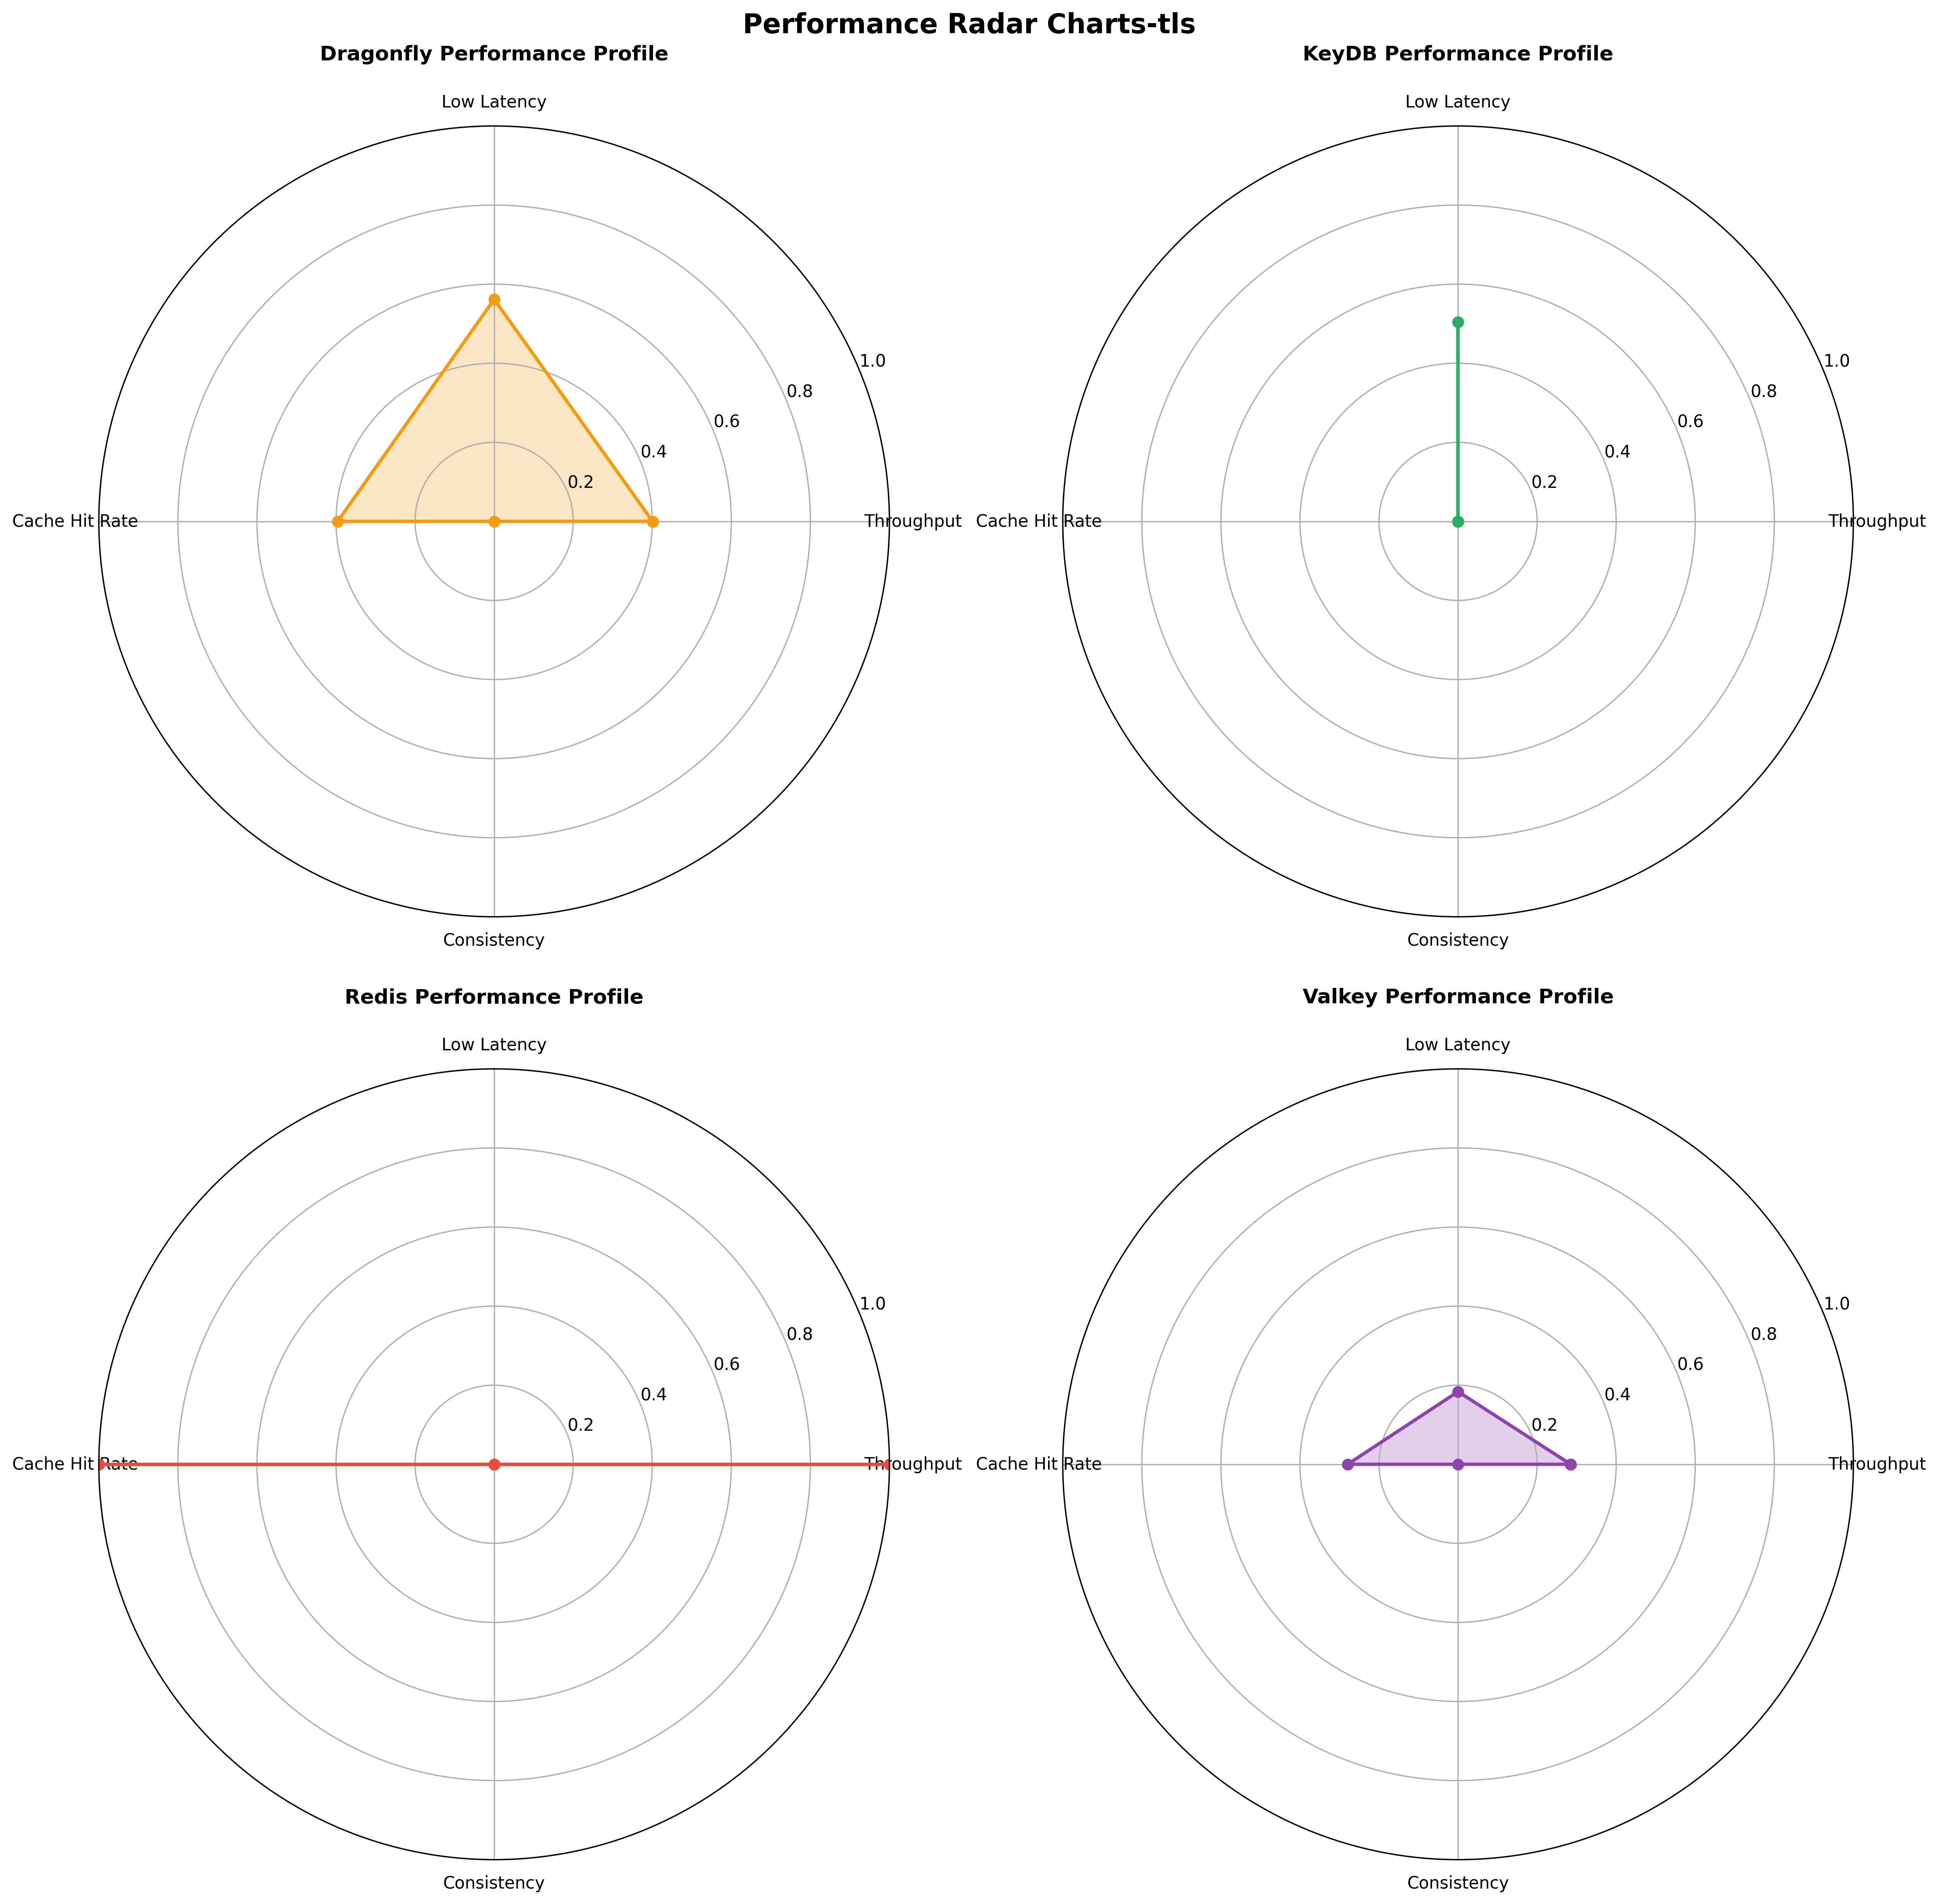 Performance Radar Charts-tls
Dragonfly Performance Profile
Low Latency
1.0
0.8
0.6
0.4
0.2
Cache Hit Rate
Throughput
Consistency
KeyDB Performance Profile
Low Latency
1.0
0.8
0.6
0.4
0.2
Cache Hit Rate
Throughput
Consistency
Redis Performance Profile
Low Latency
1.0
0.8
0.6
0.4
0.2
Cache Hit Rate
Throughput
Consistency
Valkey Performance Profile
Low Latency
1.0
0.8
0.6
0.4
0.2
Cache Hit Rate
Throughput
Consistency